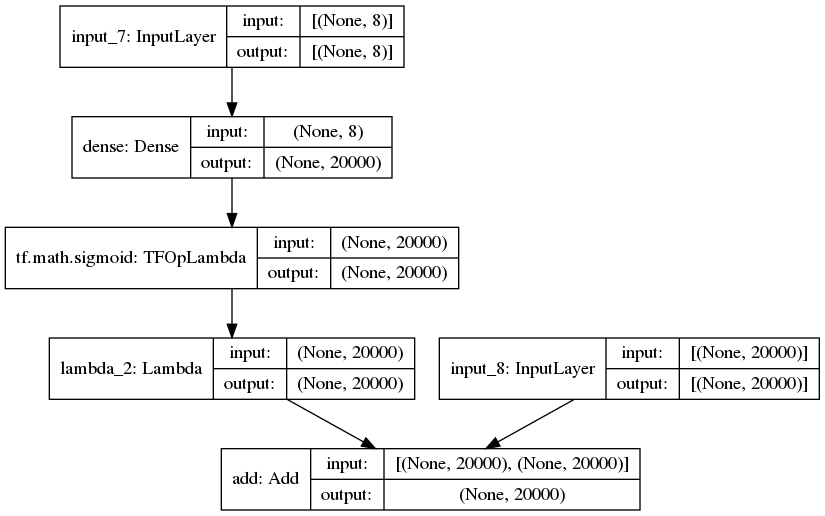 input_7: InputLayer
input: [(None, 8)]
output: [(None, 8)]
dense: Dense
input: (None, 8)
output: (None, 20000)
tf.math.sigmoid: TFOpLambda
input: (None, 20000)
output: (None, 20000)
lambda_2: Lambda
input: (None, 20000)
output: (None, 20000)
input_8: InputLayer
input: [(None, 20000)]
output: [(None, 20000)]
add: Add
input: [(None, 20000), (None, 20000)]
output: (None, 20000)